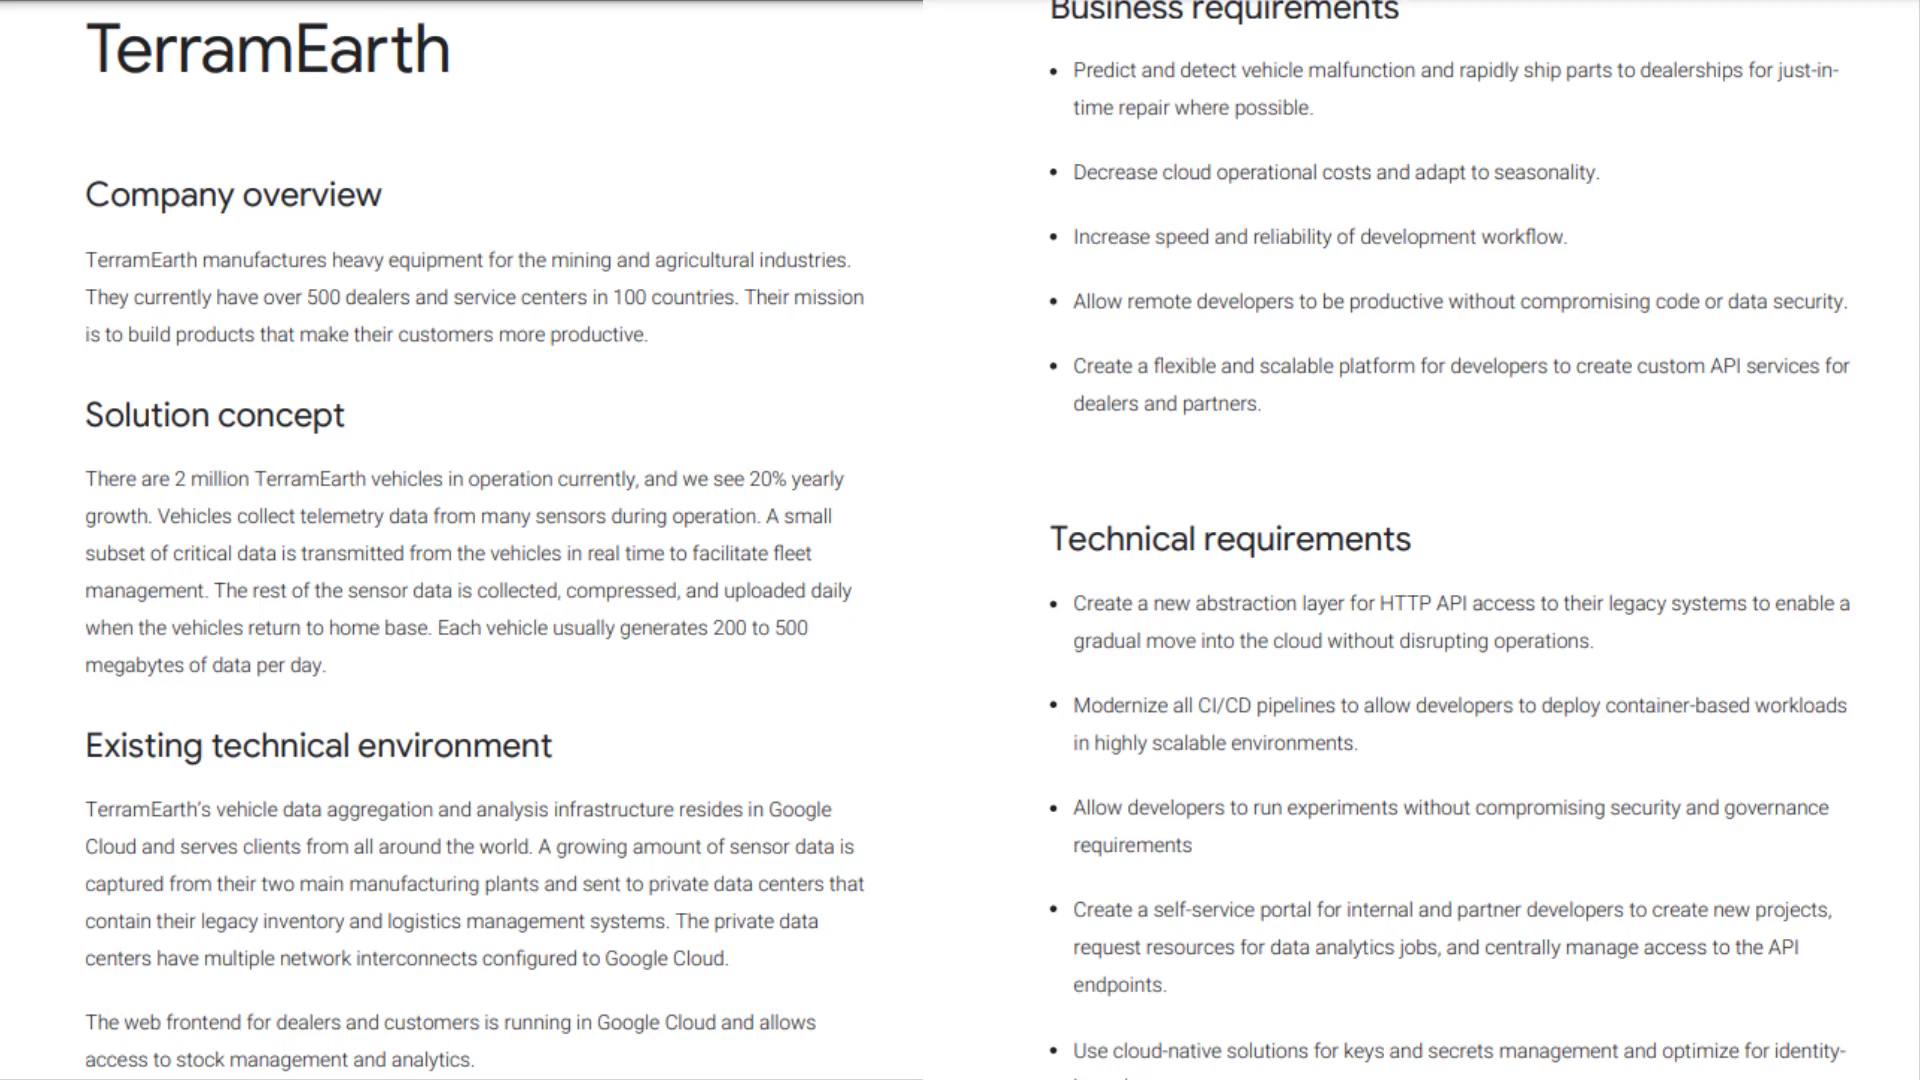 TerramEarth
Company overview
TerramEarth manufactures heavy equipment for the mining and agricultural industries.
They currently have over 500 dealers and service centers in 100 countries. Their mission
is to build products that make their customers more productive.
Solution concept
There are 2 million TerramEarth vehicles in operation currently, and we see 20% yearly
growth. Vehicles collect telemetry data from many sensors during operation. A small
subset of critical data is transmitted from the vehicles in real time to facilitate fleet
management. The rest of the sensor data is collected, compressed, and uploaded daily
when the vehicles return to home base. Each vehicle usually generates 200 to 500
megabytes of data per day.
Existing technical environment
TerramEarth's vehicle data aggregation and analysis infrastructure resides in Google
Cloud and serves clients from all around the world. A growing amount of sensor data is
captured from their two main manufacturing plants and sent to private data centers that
contain their legacy inventory and logistics management systems. The private data
centers have multiple network interconnects configured to Google Cloud.
The web frontend for dealers and customers is running in Google Cloud and allows
access to stock management and analytics.
Business requirements
• Predict and detect vehicle malfunction and rapidly ship parts to dealerships for just-in-
time repair where possible.
• Decrease cloud operational costs and adapt to seasonality.
• Increase speed and reliability of development workflow.
• Allow remote developers to be productive without compromising code or data security.
• Create a flexible and scalable platform for developers to create custom API services for
dealers and partners.
Technical requirements
• Create a new abstraction layer for HTTP API access to their legacy systems to enable a
gradual move into the cloud without disrupting operations.
• Modernize all CI/CD pipelines to allow developers to deploy container-based workloads
in highly scalable environments.
• Allow developers to run experiments without compromising security and governance
requirements
• Create a self-service portal for internal and partner developers to create new projects,
request resources for data analytics jobs, and centrally manage access to the API
endpoints.
• Use cloud-native solutions for keys and secrets management and optimize for identity-